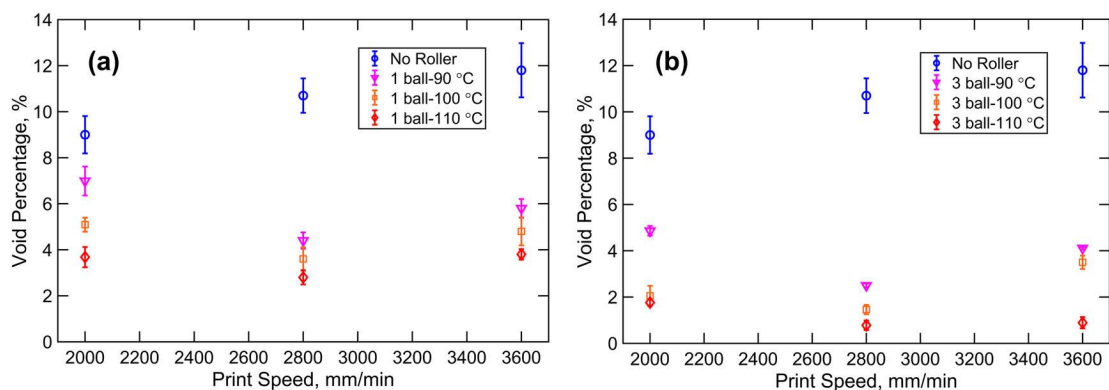 14
12
10
8
6
4
2
0
Void Percentage, %
(a)
No Roller
1 ball-90 °C
1 ball-100 °C
1 ball-110 °C
2000 2200 2400 2600 2800 3000 3200 3400 3600
Print Speed, mm/min
14
12
10
8
6
4
2
0
Void Percentage, %
(b)
No Roller
3 ball-90 °C
3 ball-100 °C
3 ball-110 °C
2000 2200 2400 2600 2800 3000 3200 3400 3600
Print Speed, mm/min